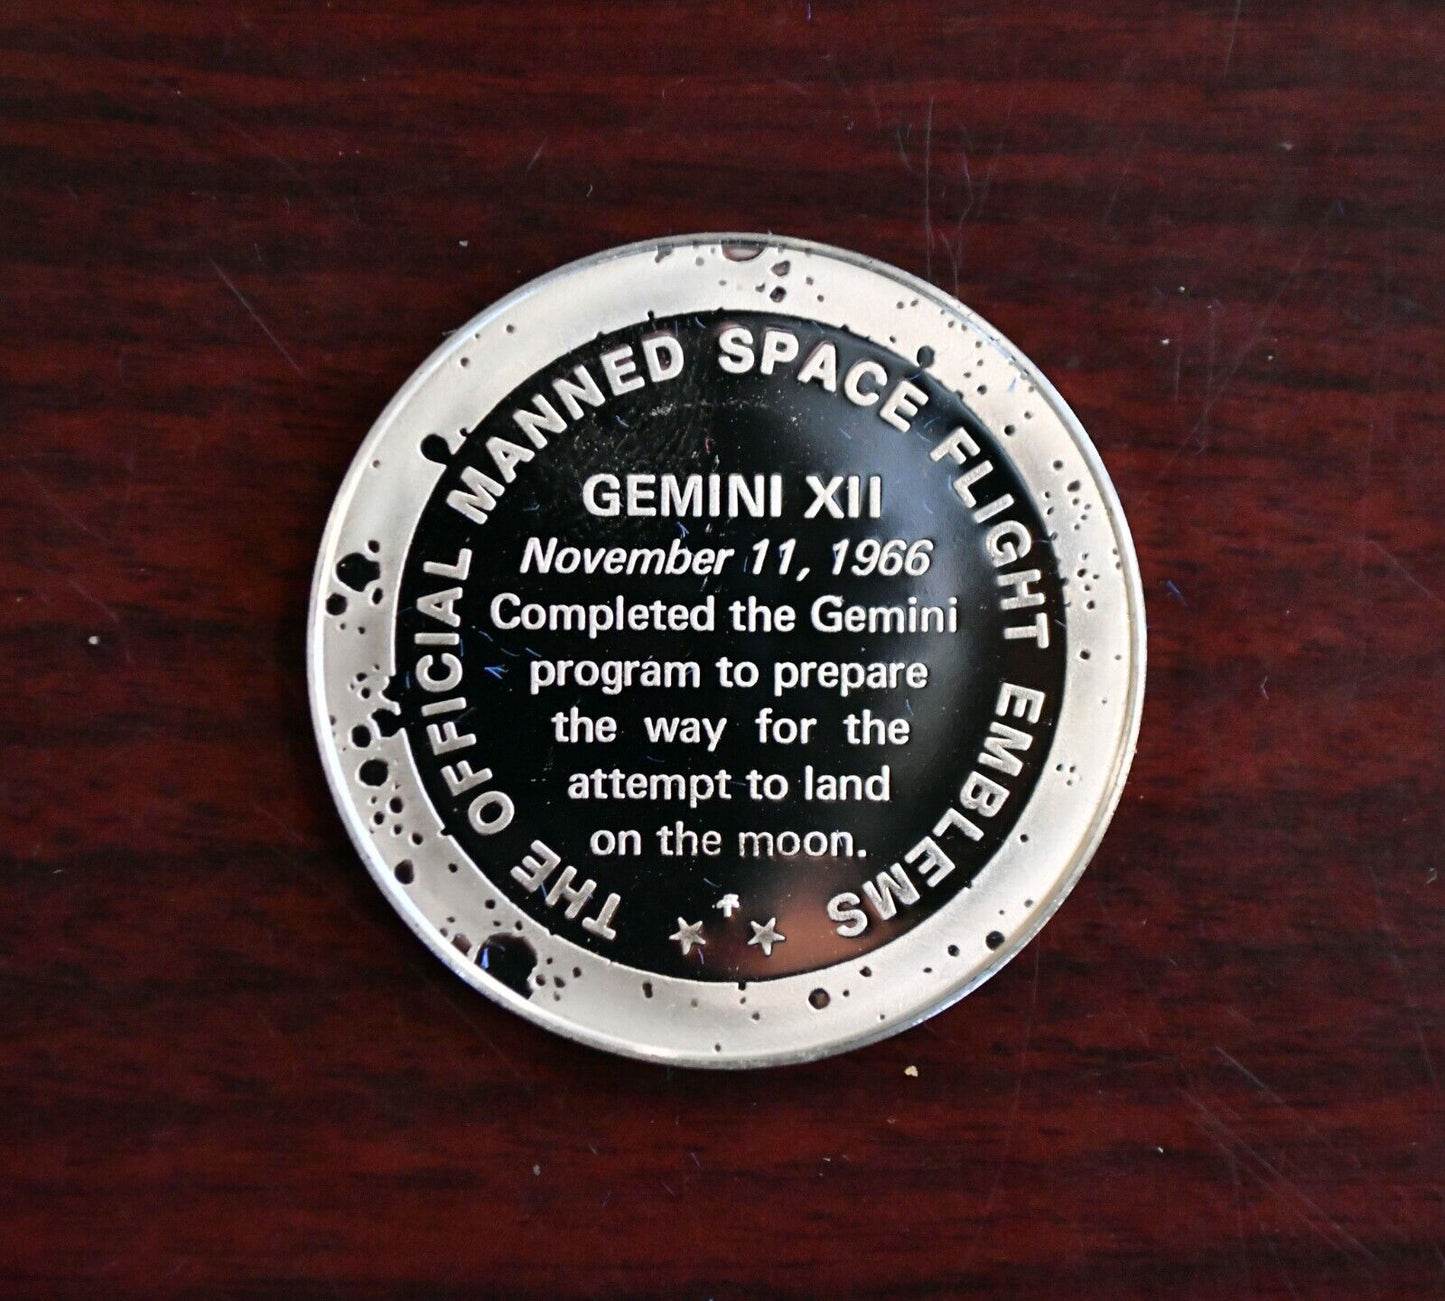 THE OFFICIAL MANNED SPACE FLIGHT EMBLEMS
GEMINI XII
November 11, 1966
Completed the Gemini
program to prepare
the way for the
attempt to land
on the moon.